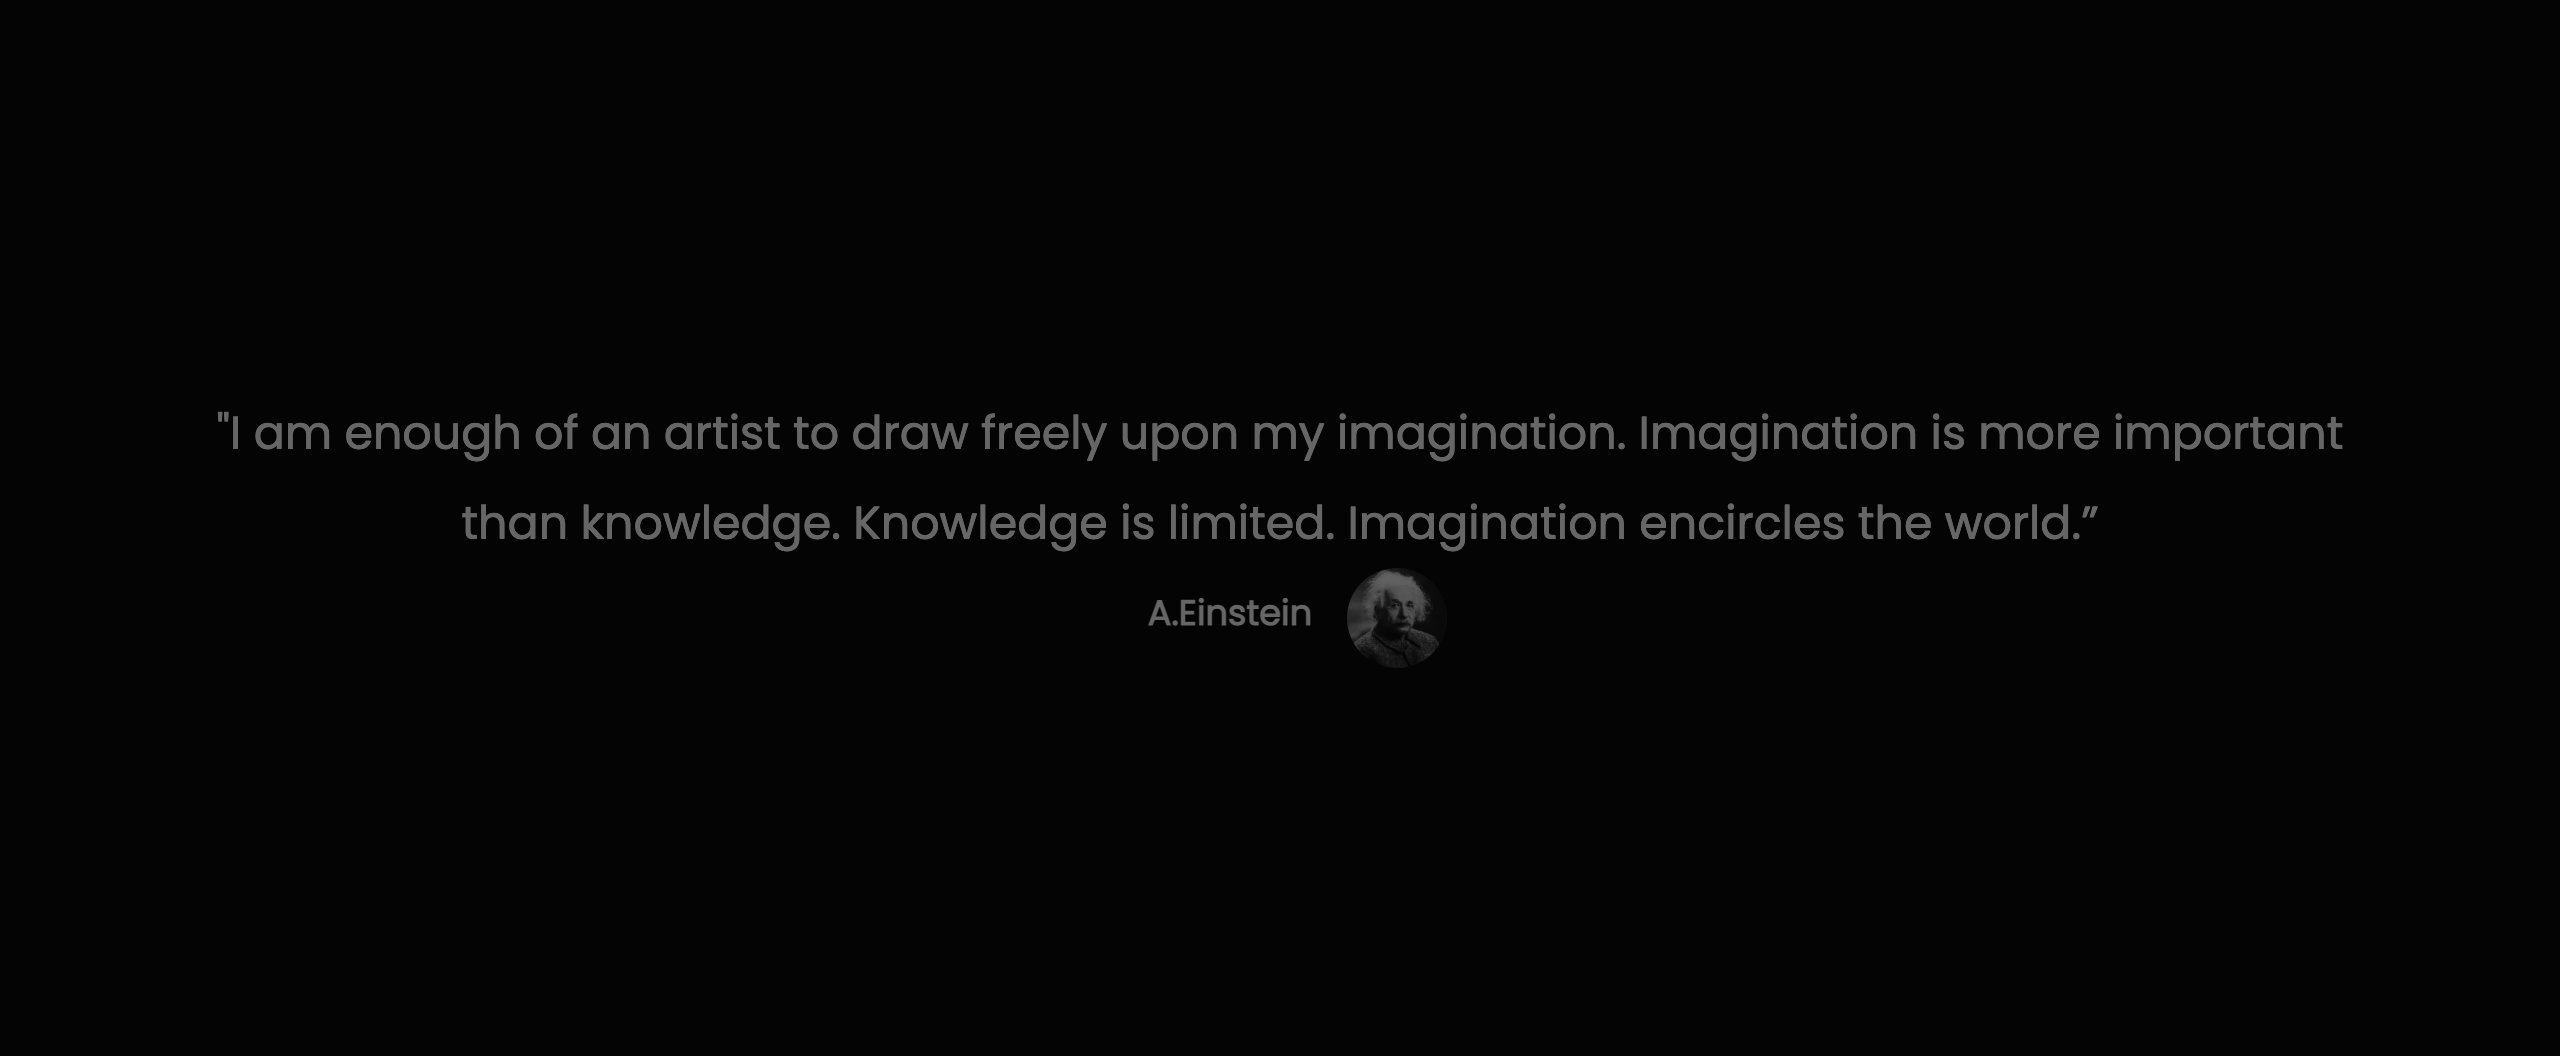 "I am enough of an artist to draw freely upon my imagination. Imagination is more important
than knowledge. Knowledge is limited. Imagination encircles the world.”
A.Einstein